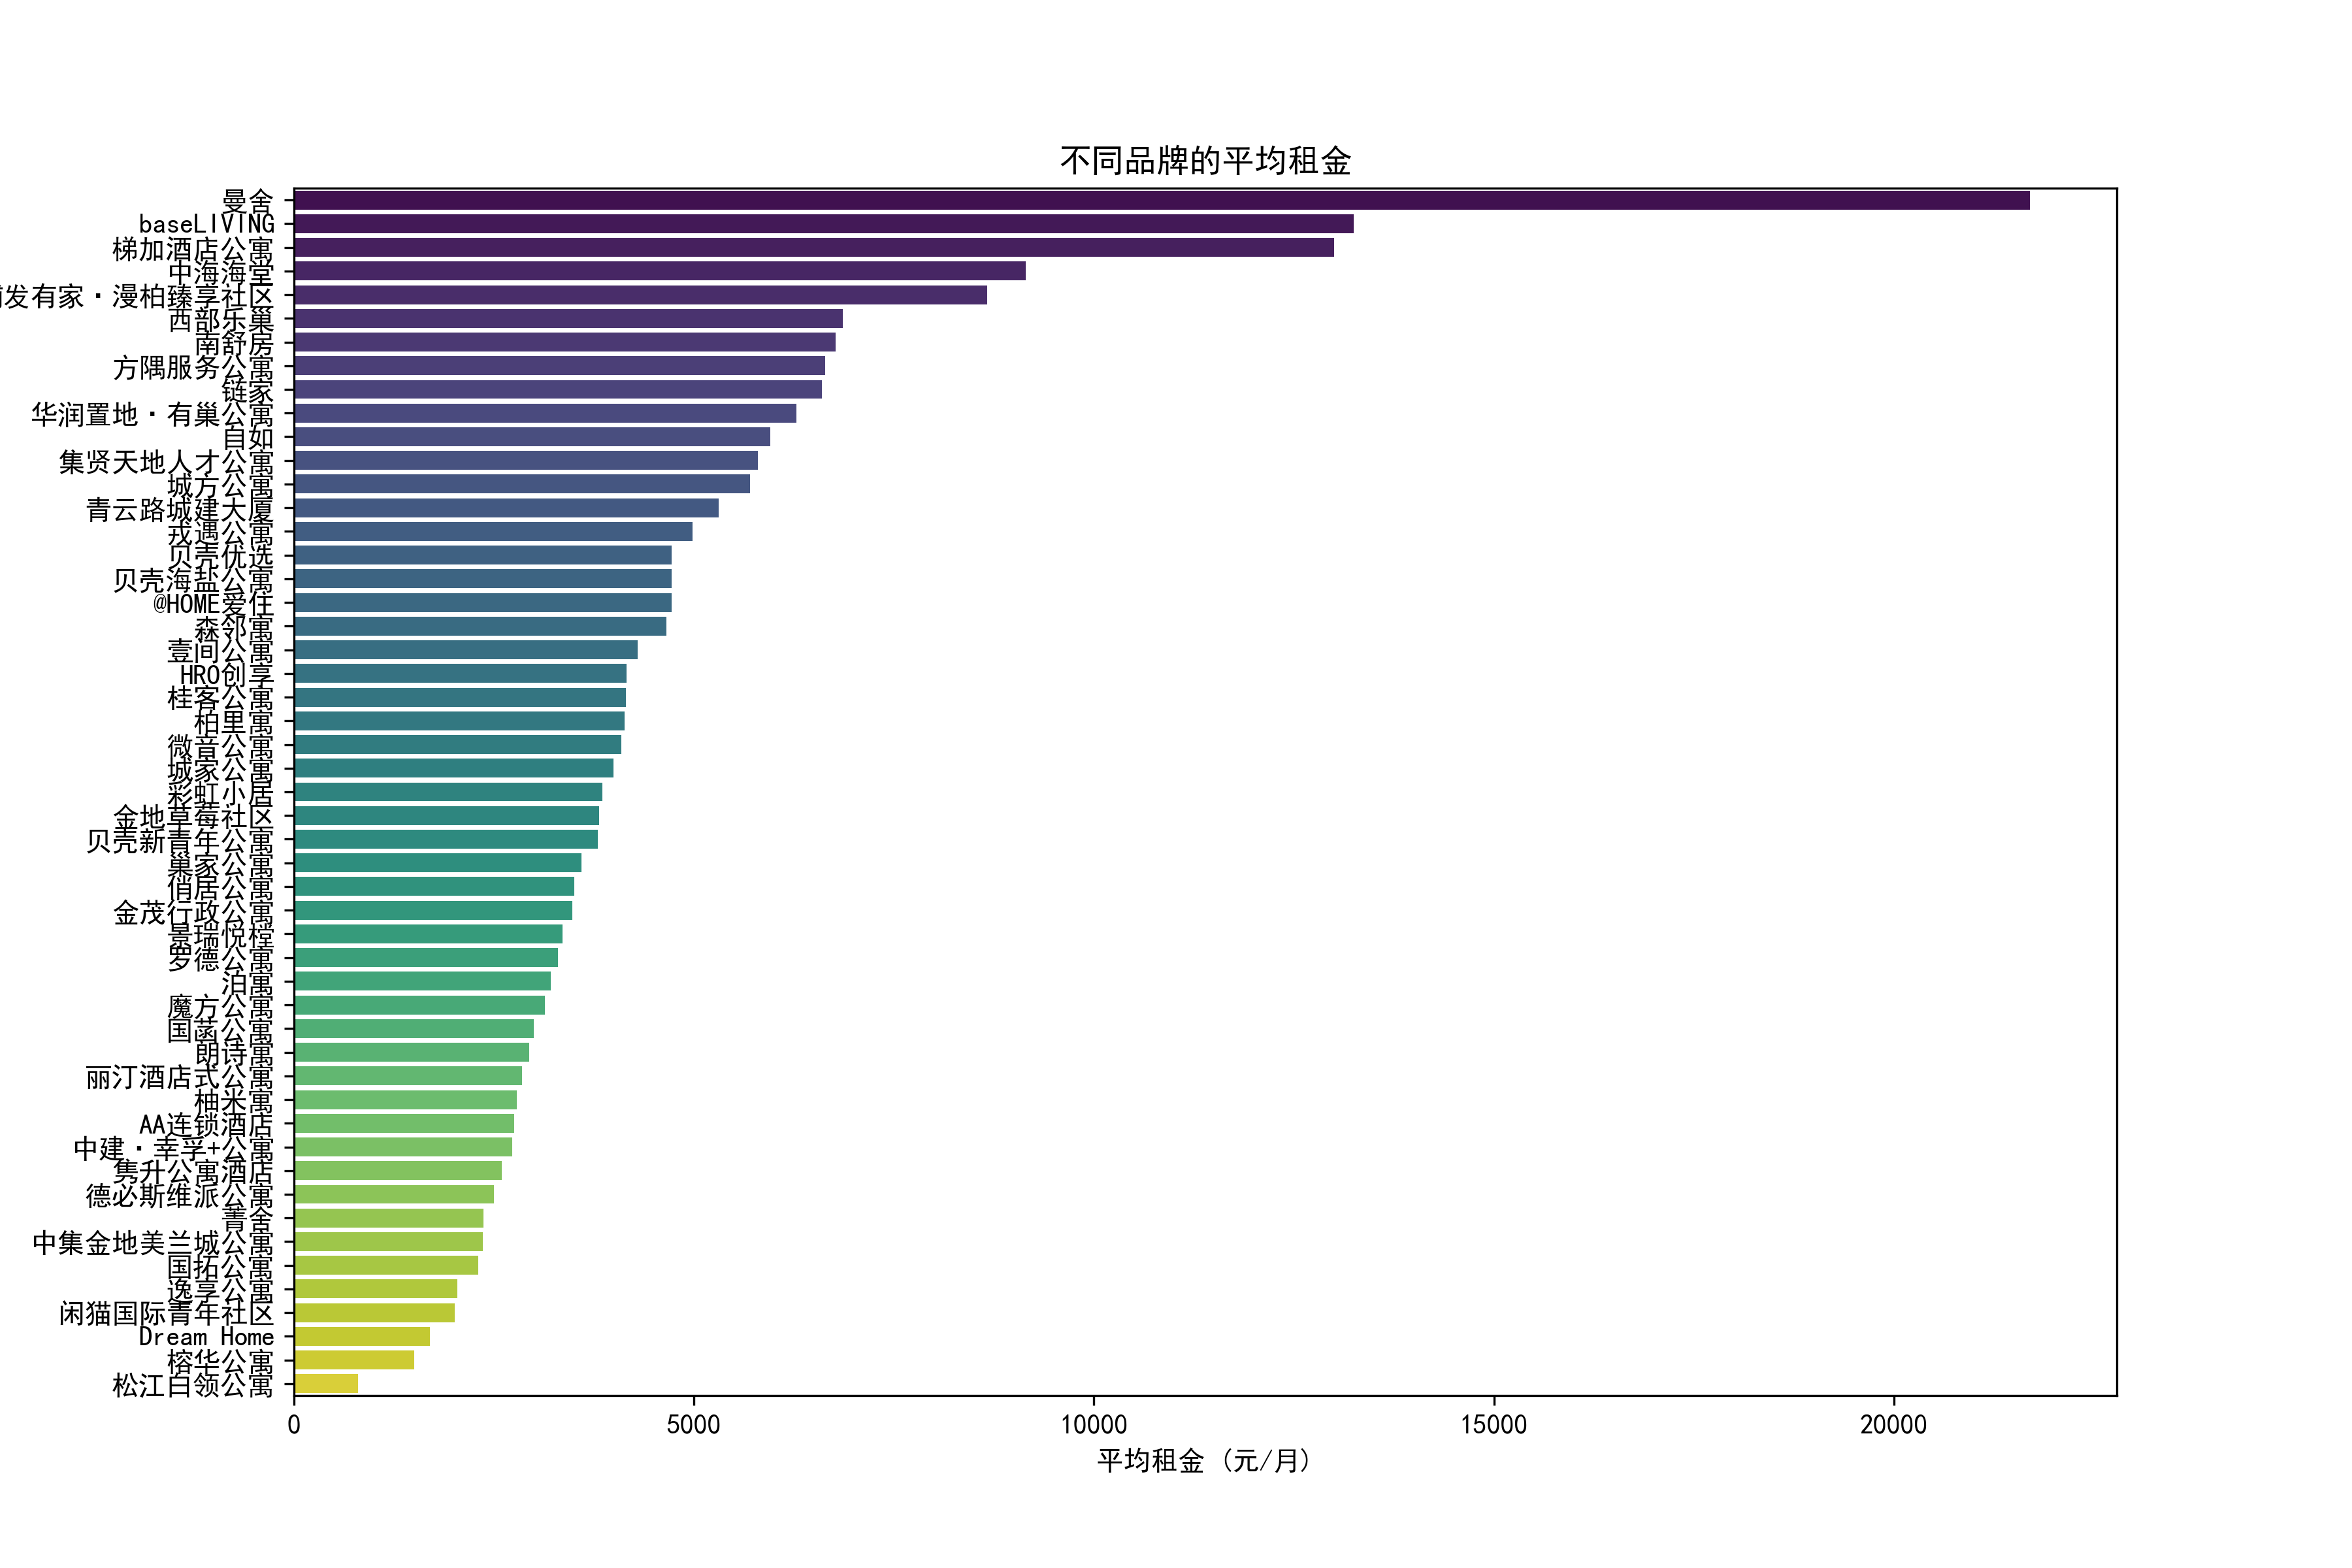 不同品牌的平均租金
曼舍
baseLIVING
梯加酒店公寓
中海海堂
发有家·漫柏臻享社区
西部乐巢
南舒房
方隅服务公寓
链家
华润置地·有巢公寓
自如
集贤天地人才公寓
城方公寓
青云路城建大厦
戎遇公寓
贝壳优选
贝壳海盐公寓
@HOME爱住
森邻寓
壹间公寓
HRO创享
桂客公寓
柏里寓
微音公寓
城家公寓
彩虹小居
金地草莓社区
贝壳新青年公寓
巢家公寓
俏居公寓
金茂行政公寓
景瑞悦樘
罗德公寓
泊寓
魔方公寓
国菡公寓
朗诗寓
丽汀酒店式公寓
柚米寓
AA连锁酒店
中建·幸孚+公寓
隽升公寓酒店
德必斯维派公寓
菁舍
中集金地美兰城公寓
国拓公寓
逸享公寓
闲猫国际青年社区
Dream Home
榕华公寓
松江白领公寓
0 5000 10000 15000 20000
平均租金 (元/月)